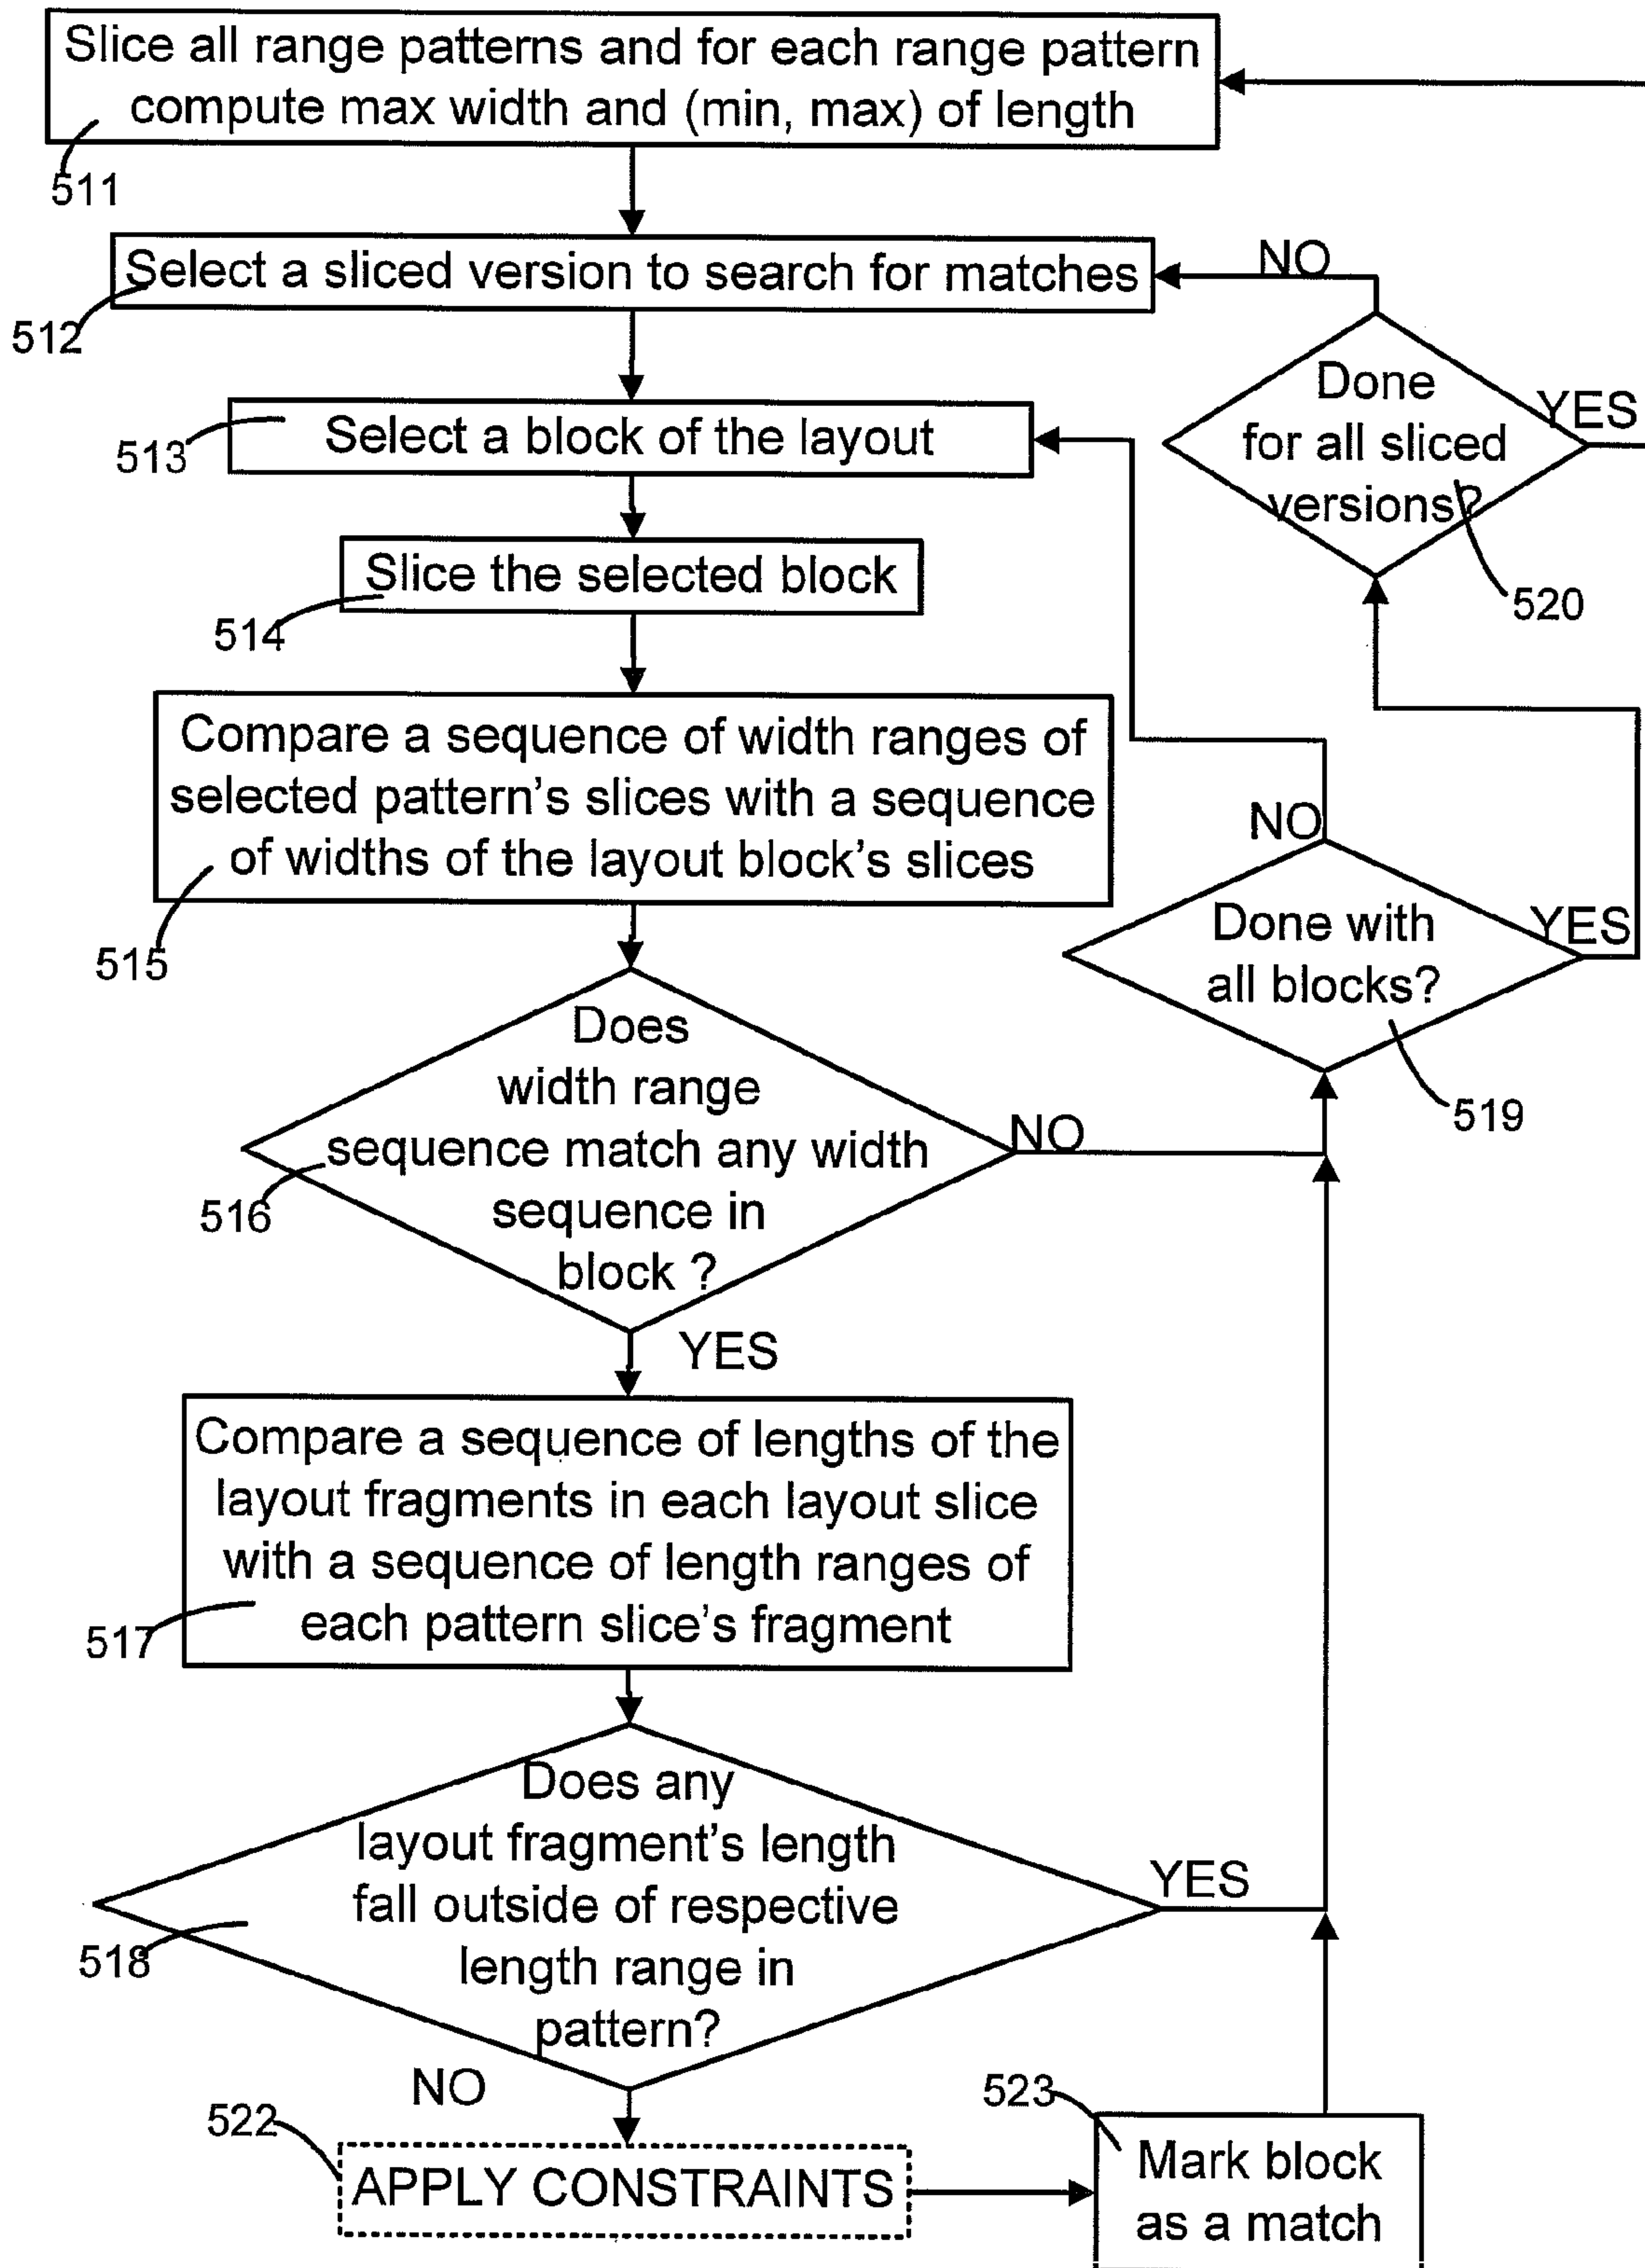 Slice all range patterns and for each range pattern
compute max width and (min, max) of length
511
Select a sliced version to search for matches
512
NO
Done
for all sliced
versions?
YES
520
Select a block of the layout
513
Slice the selected block
514
Compare a sequence of width ranges of
selected pattern's slices with a sequence
of widths of the layout block's slices
515
NO
Done with
all blocks?
YES
519
Does
width range
sequence match any width
sequence in
block ?
516
NO
YES
Compare a sequence of lengths of the
layout fragments in each layout slice
with a sequence of length ranges of
each pattern slice's fragment
517
Does any
layout fragment's length
fall outside of respective
length range in
pattern?
518
YES
NO
522
APPLY CONSTRAINTS
523
Mark block
as a match